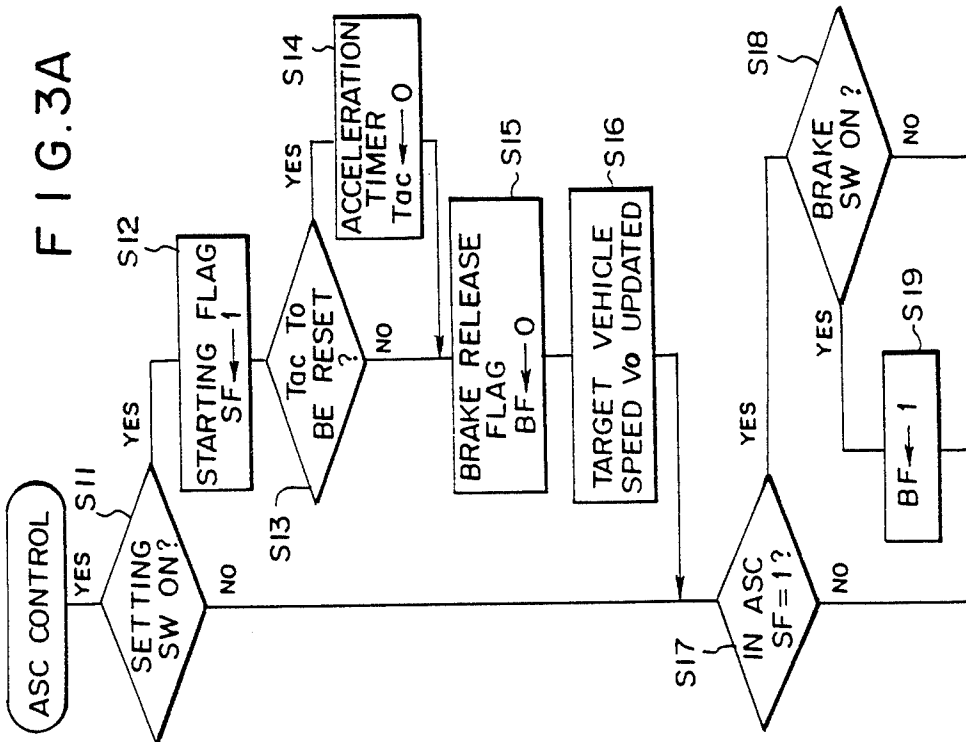 FIG.3A
ASC CONTROL
YES
S11
SETTING
SW ON?
YES
NO
S12
STARTING FLAG
SF ← 1
S13
Tac To
BE RESET
?
YES
NO
S14
ACCELERATION
TIMER
Tac ← 0
S15
BRAKE RELEASE
FLAG
BF ← 0
S16
TARGET VEHICLE
SPEED Vo UPDATED
S17
IN ASC
SF=1?
YES
NO
S18
BRAKE
SW ON?
YES
NO
S19
BF ← 1